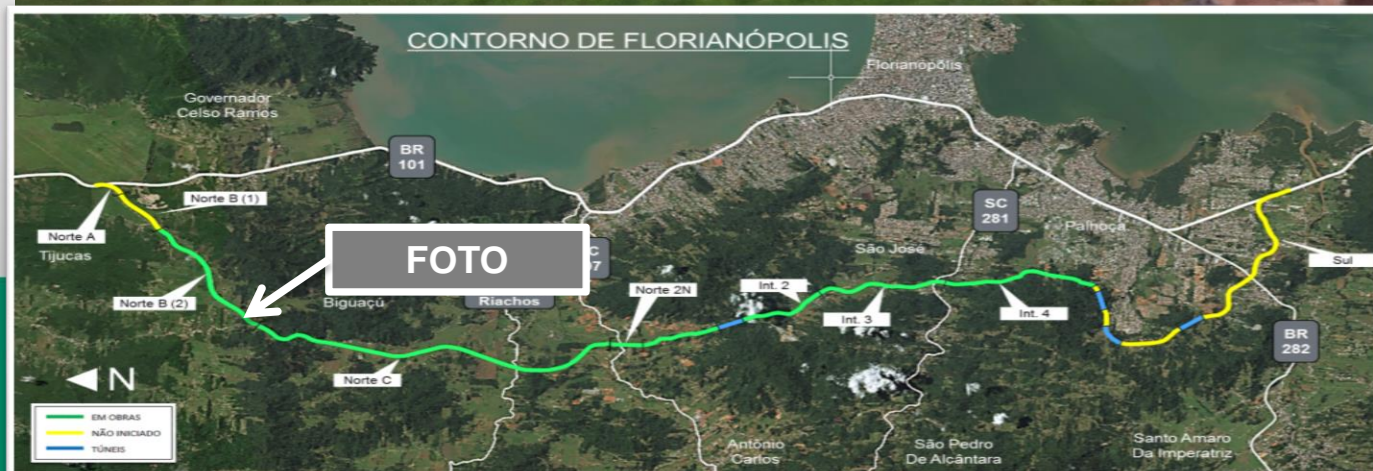 CONTORNO DE FLORIANÓPOLIS
Florianópolis
Governador
Celso Ramos
BR
101
Norte B (1)
SC
281
Norte A
Tijucas
Palhoça
São José
Sul
FOTO
Norte B (2)
Biguaçú
Riachos
Norte 2N
Int. 2
Int. 3
Int. 4
BR
282
N
Norte C
EM OBRAS
NÃO INICIADO
TÚNEIS
Antônio
Carlos
São Pedro
De Alcântara
Santo Amaro
Da Imperatriz